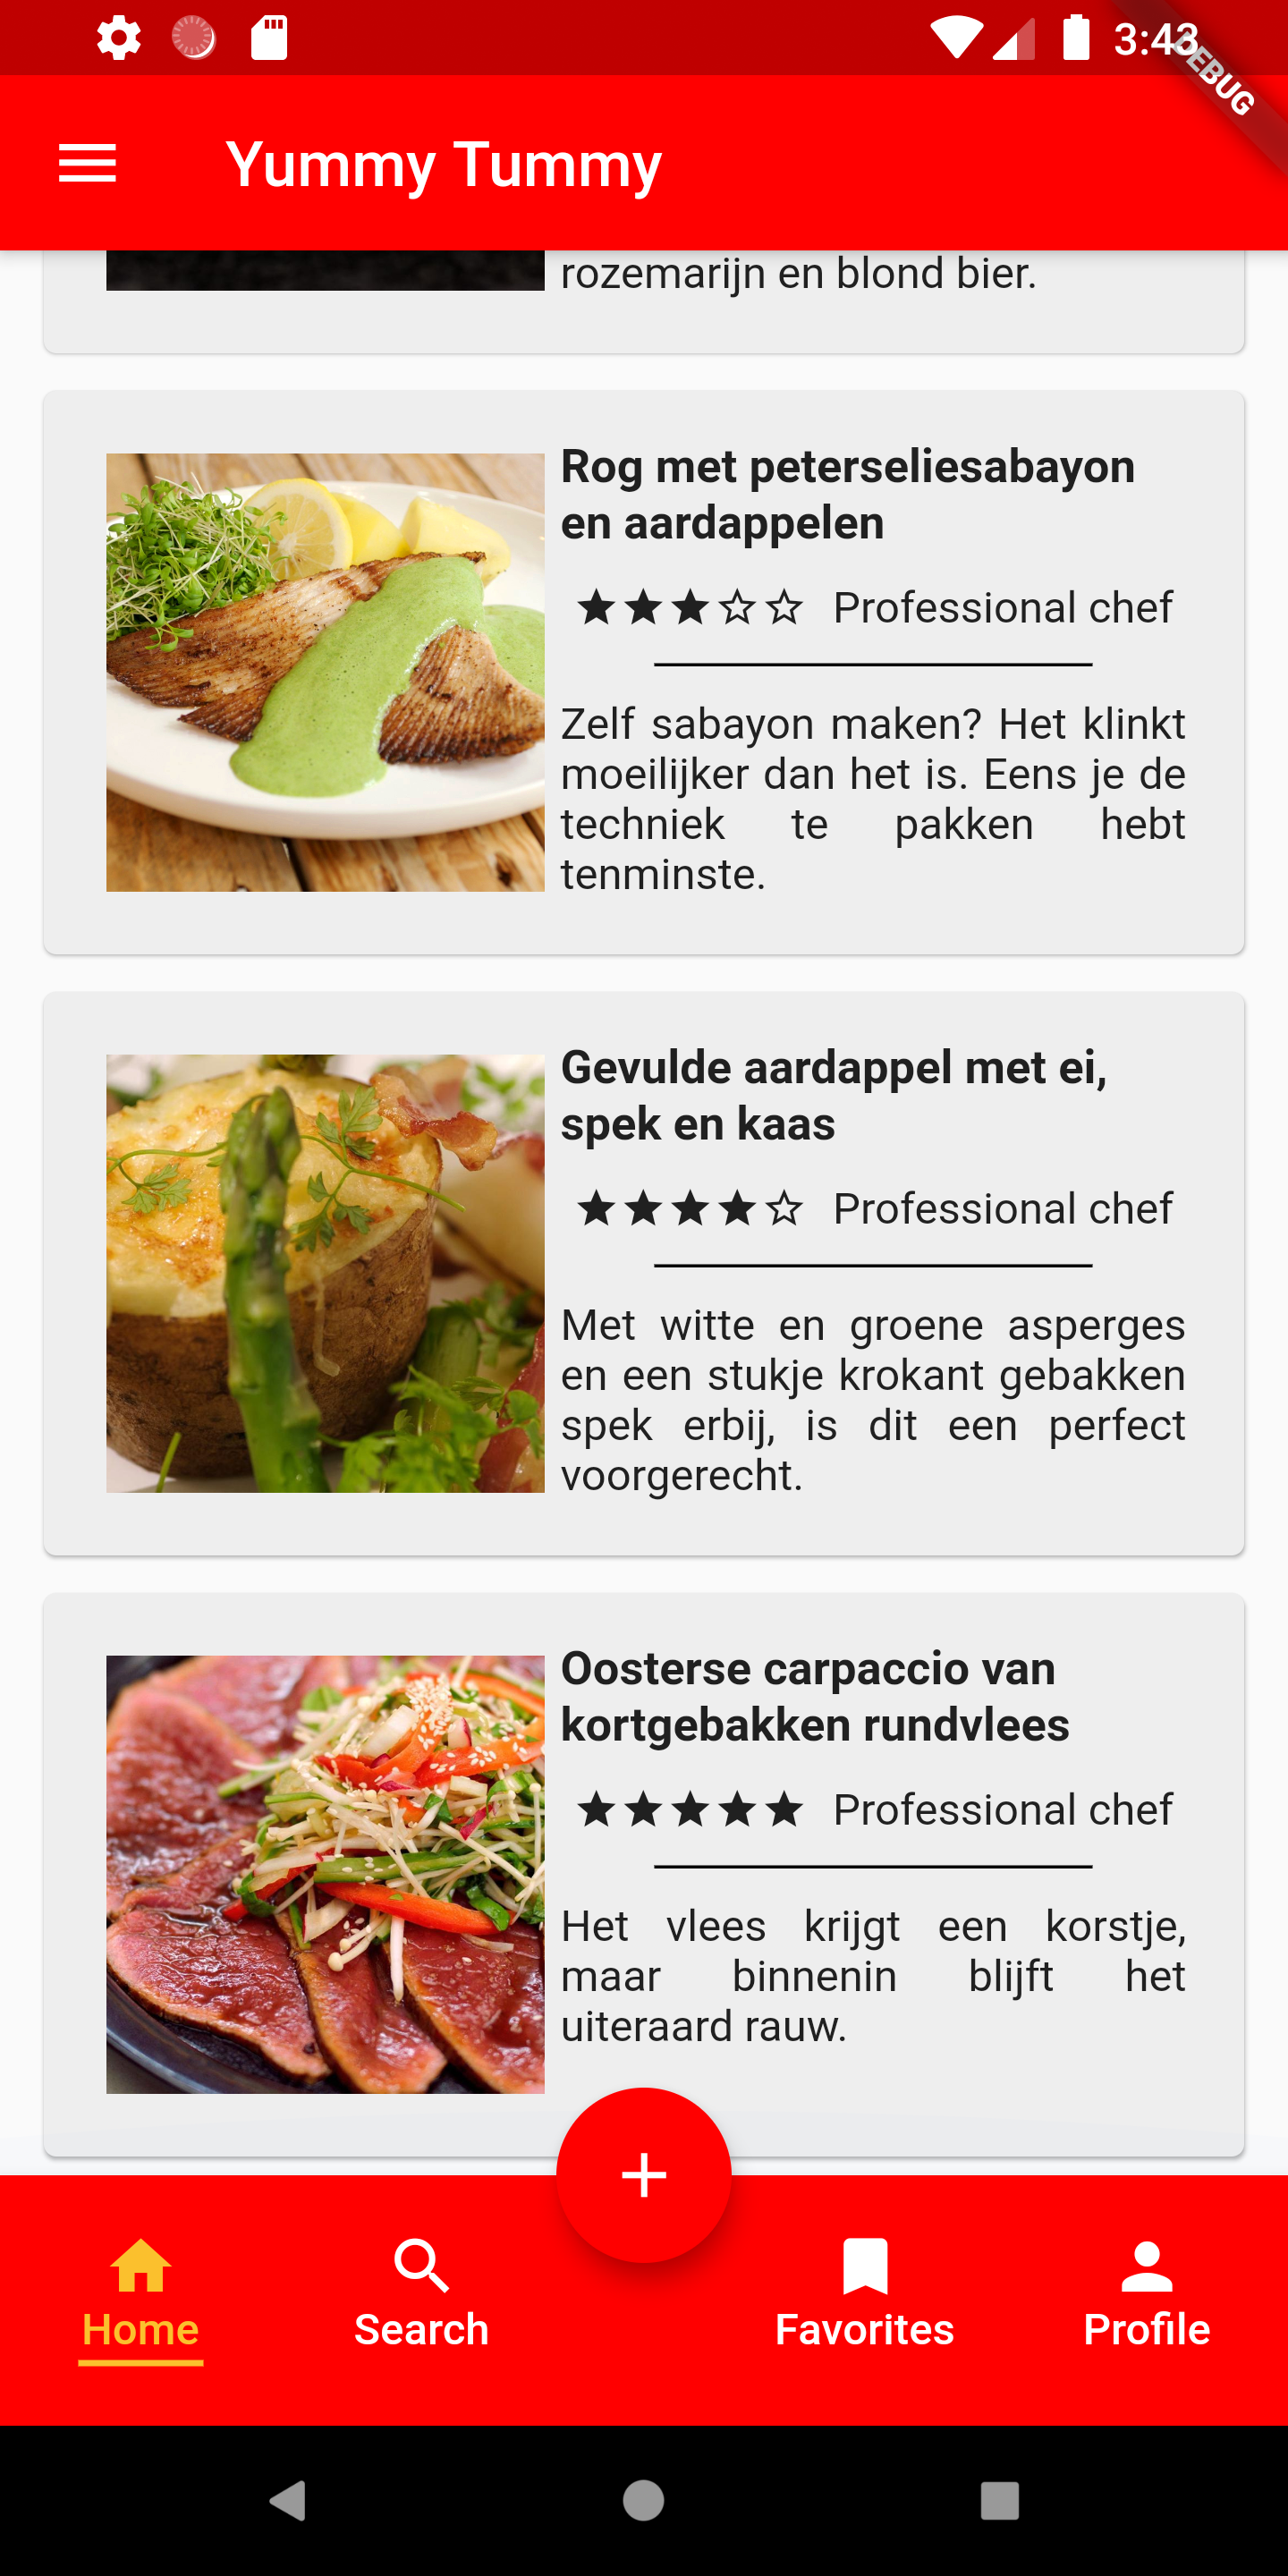 3:43
DEBUG
Yummy Tummy
rozemarijn en blond bier.
Rog met peterseliesabayon
en aardappelen
Professional chef
Zelf sabayon maken? Het klinkt
moeilijker dan het is. Eens je de
techniek te pakken hebt
tenminste.
Gevulde aardappel met ei,
spek en kaas
Professional chef
Met witte en groene asperges
en een stukje krokant gebakken
spek erbij, is dit een perfect
voorgerecht.
Oosterse carpaccio van
kortgebakken rundvlees
Professional chef
Het vlees krijgt een korstje,
maar binnenin blijft het
uiteraard rauw.
Home Search Favorites Profile